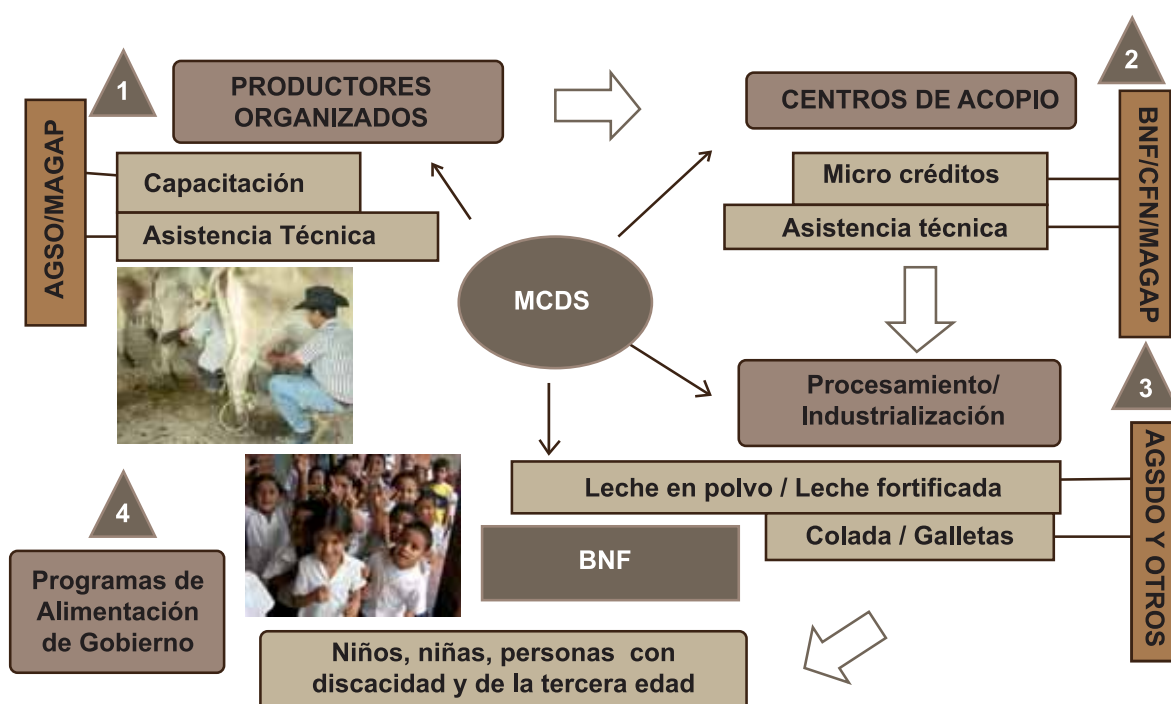 1
PRODUCTORES
ORGANIZADOS
AGSO/MAGAP
Capacitación
Asistencia Técnica
2
CENTROS DE ACOPIO
BNF/CFN/MAGAP
Micro créditos
Asistencia técnica
MCDS
3
Procesamiento/
Industrialización
AGSDO Y OTROS
Leche en polvo / Leche fortificada
Colada / Galletas
BNF
4
Programas de
Alimentación
de Gobierno
Niños, niñas, personas con
discacidad y de la tercera edad